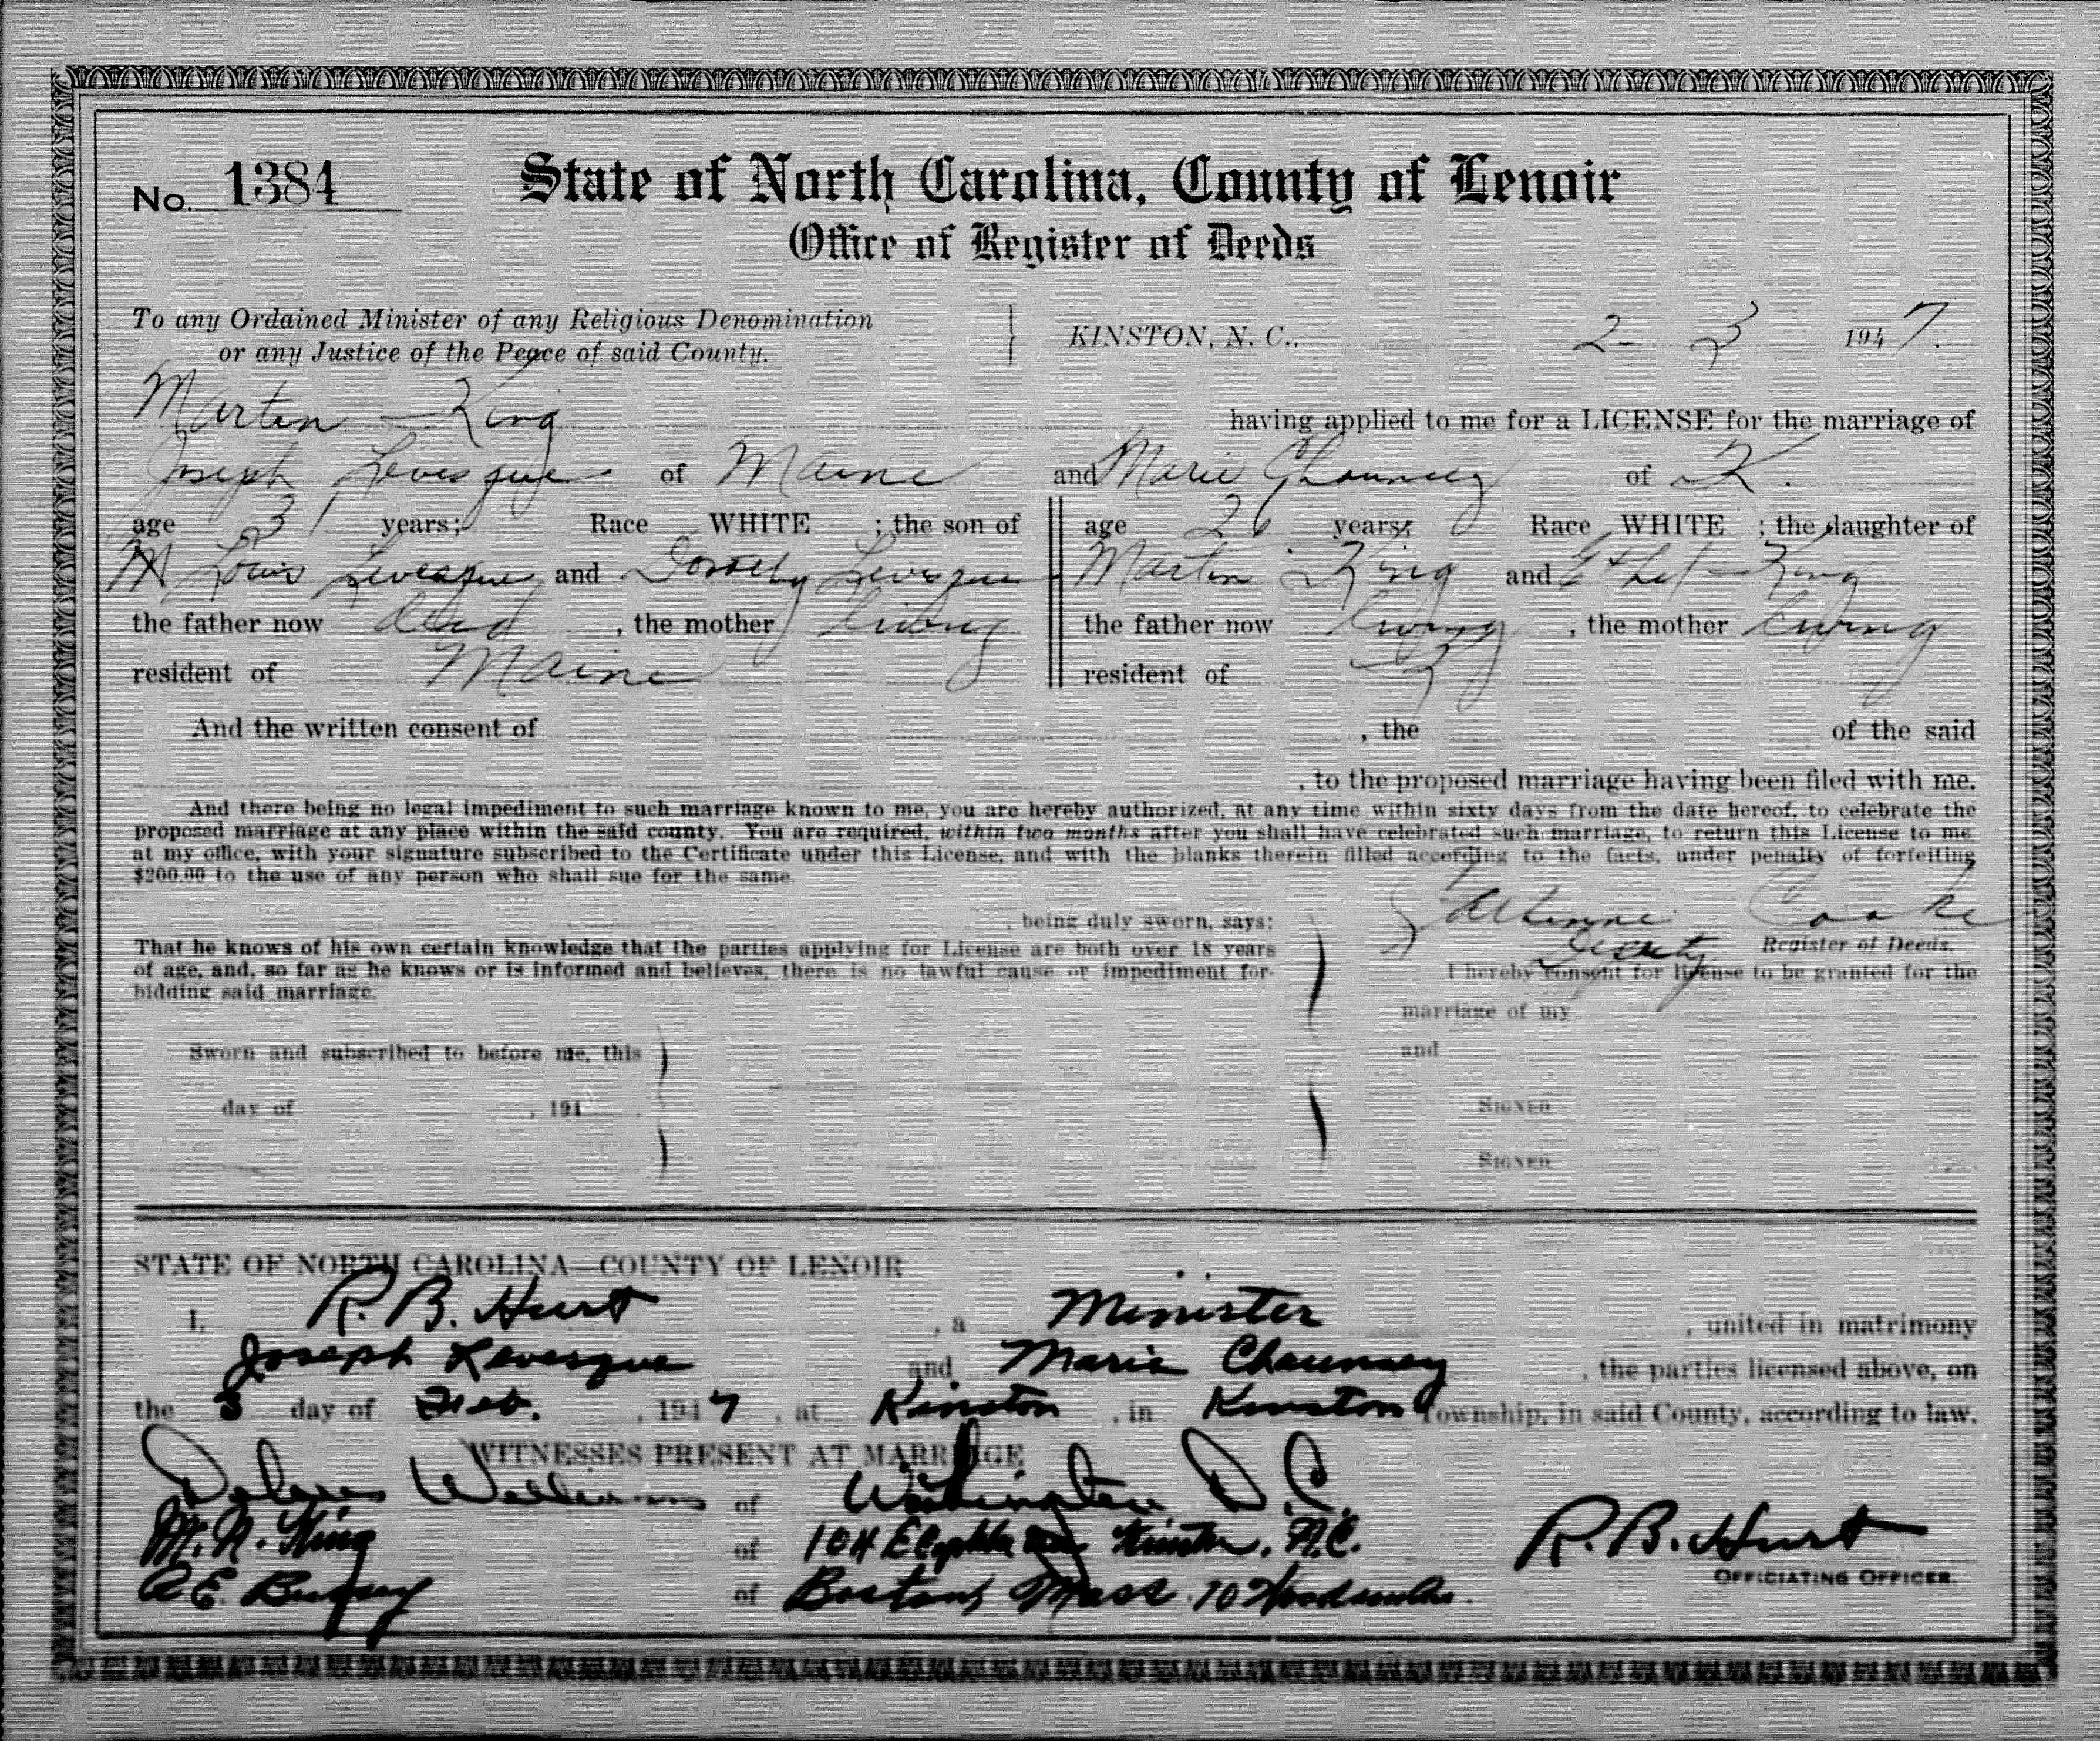 No. 1384
State of North Carolina, County of Lenoir
Office of Register of Deeds
To any Ordained Minister of any Religious Denomination
or any Justice of the Peace of said County.
KINSTON, N. C., 2 - 3 1947.
Martin King having applied to me for a LICENSE for the marriage of
Joseph Levesque of Maine and Marie Chauncey of K.
age 31 years; Race WHITE ; the son of
M Louis Levesque and Dorothy Levesque
the father now dead , the mother living
resident of Maine
age 26 years; Race WHITE ; the daughter of
Martin King and Ethel King
the father now living , the mother living
resident of K
And the written consent of , the of the said
, to the proposed marriage having been filed with me.
And there being no legal impediment to such marriage known to me, you are hereby authorized, at any time within sixty days from the date hereof, to celebrate the
proposed marriage at any place within the said county. You are required, within two months after you shall have celebrated such marriage, to return this License to me
at my office, with your signature subscribed to the Certificate under this License, and with the blanks therein filled according to the facts, under penalty of forfeiting
$200.00 to the use of any person who shall sue for the same.
, being duly sworn, says:
That he knows of his own certain knowledge that the parties applying for License are both over 18 years
of age, and, so far as he knows or is informed and believes, there is no lawful cause or impediment for-
bidding said marriage.
Sworn and subscribed to before me, this
day of , 194
Cooke
Deputy Register of Deeds.
I hereby consent for license to be granted for the
marriage of my
and
SIGNED
SIGNED
STATE OF NORTH CAROLINA—COUNTY OF LENOIR
I, R. B. Hurt , a Minister , united in matrimony
Joseph Levesque and Marie Chauncey , the parties licensed above, on
the 3 day of Feb. , 1947 , at Kinston , in Kinston Township, in said County, according to law.
WITNESSES PRESENT AT MARRIAGE
Williams of Washington D.C.
M. N. King of 104 E Kinston, N.C.
A. E. of Boston, Mass. 70
R. B. Hurt
OFFICIATING OFFICER.